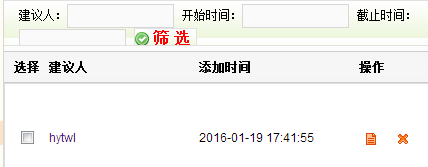 建议人： 开始时间： 截止时间：
筛 选
选择 建议人 添加时间 操作
hytwl 2016-01-19 17:41:55